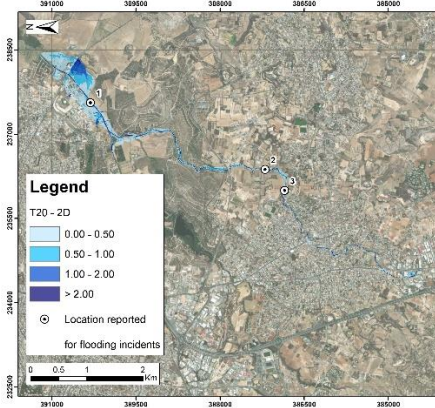 391000 389500 388000 386500 385000
238500
237000
235500
234000
232500
N
1
2
3
Legend
T20 - 2D
0.00 - 0.50
0.50 - 1.00
1.00 - 2.00
> 2.00
Location reported
for flooding incidents
0 0.5 1 2
Km
391000 389500 388000 386500 385000